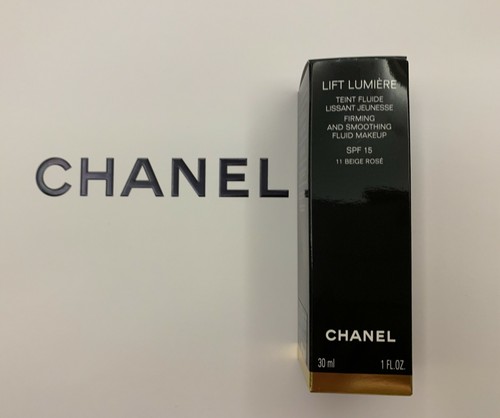 CHANEL
LIFT LUMIÈRE
TEINT FLUIDE
LISSANT JEUNESSE
FIRMING
AND SMOOTHING
FLUID MAKEUP
SPF 15
11 BEIGE ROSÉ
CHANEL
30 ml 1 FL.OZ.